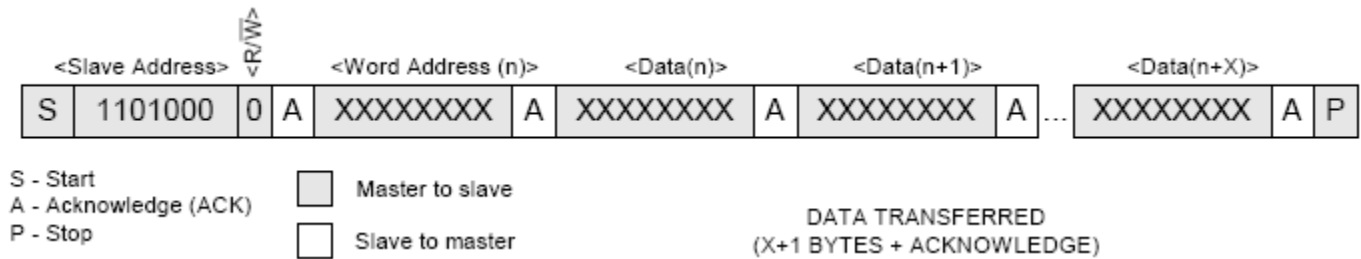 <Slave Address> <R/W̅> <Word Address (n)> <Data(n)> <Data(n+1)> <Data(n+X)>
S 1101000 0 A XXXXXXXX A XXXXXXXX A XXXXXXXX A ... XXXXXXXX A P
S - Start
A - Acknowledge (ACK)
P - Stop
Master to slave
Slave to master
DATA TRANSFERRED
(X+1 BYTES + ACKNOWLEDGE)